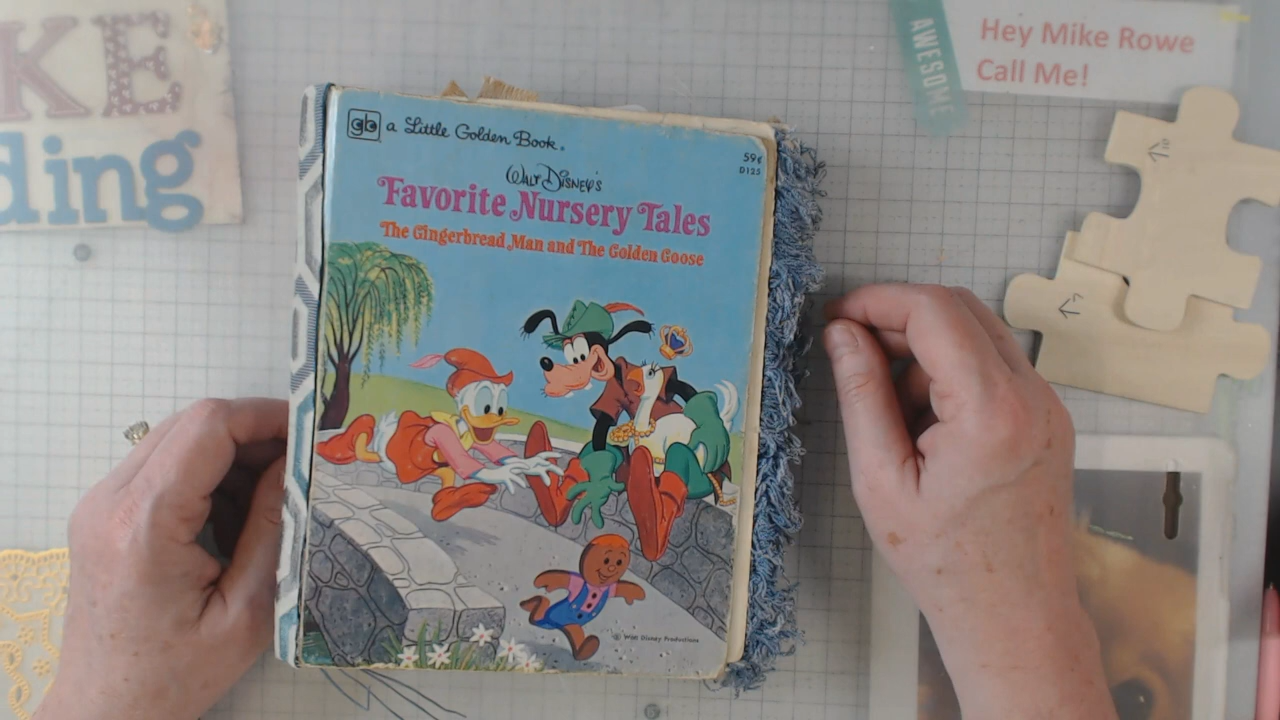 KE
ding
AWESOME
Hey Mike Rowe
Call Me!
gb a Little Golden Book®
59¢
D125
Walt Disney's
Favorite Nursery Tales
The Gingerbread Man and The Golden Goose
© Walt Disney Productions